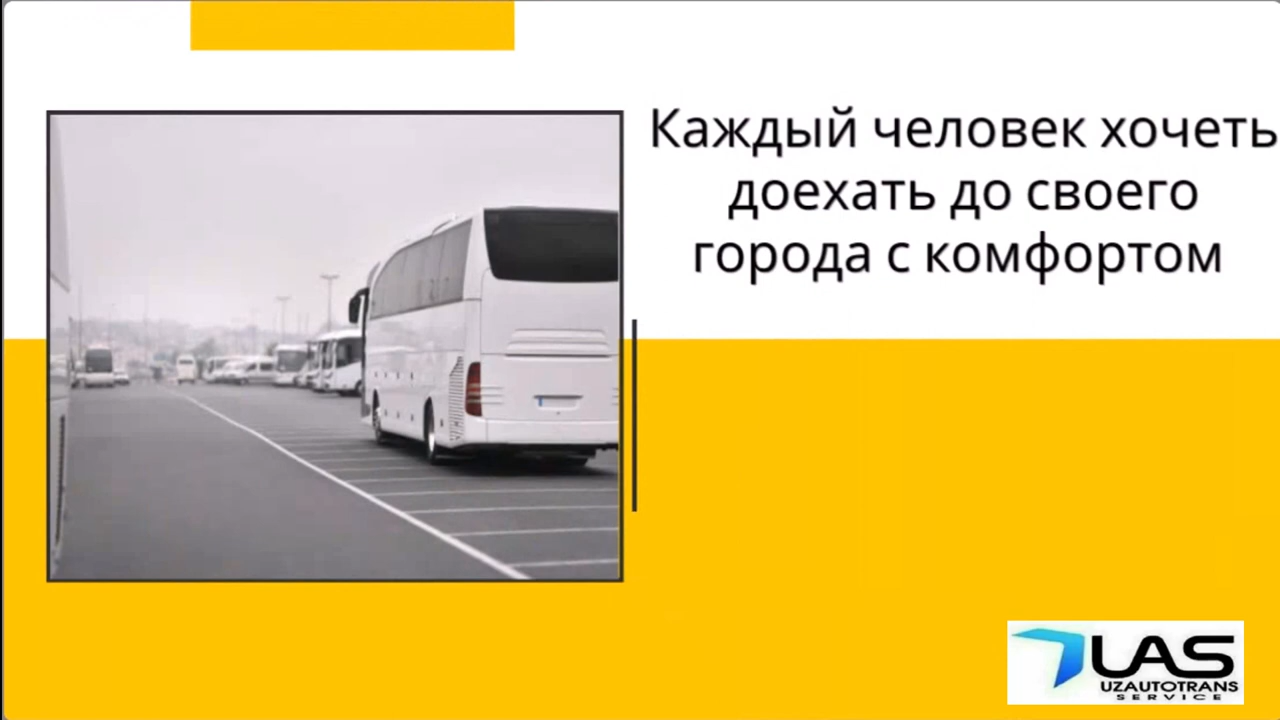 Каждый человек хочеть
доехать до своего
города с комфортом
UAS
UZAUTOTRANS
SERVICE